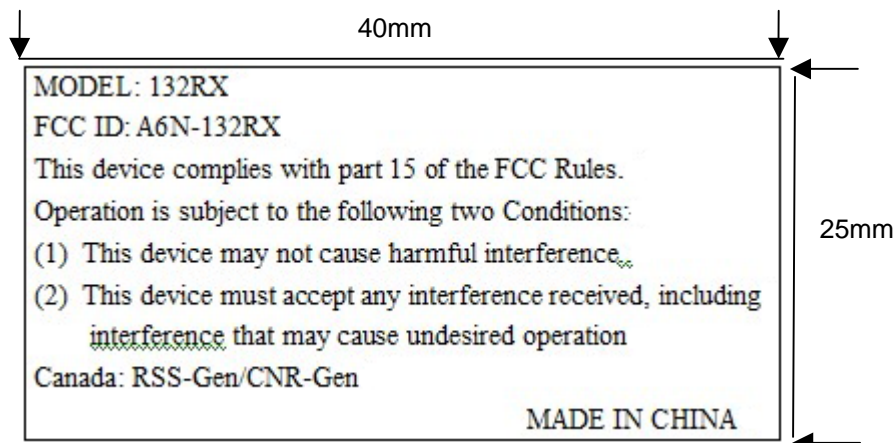 40mm
MODEL: 132RX
FCC ID: A6N-132RX
This device complies with part 15 of the FCC Rules.
Operation is subject to the following two Conditions:
(1) This device may not cause harmful interference.,
(2) This device must accept any interference received, including
interference that may cause undesired operation
Canada: RSS-Gen/CNR-Gen
MADE IN CHINA
25mm